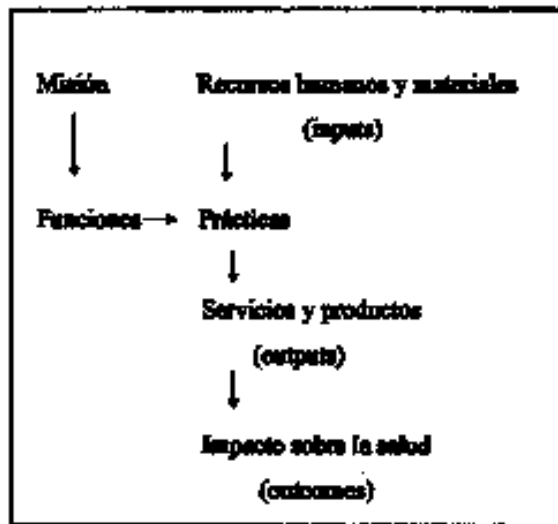 Misión Recursos humanos y materiales
(inputs)
Funciones Prácticas
Servicios y productos
(outputs)
Impacto sobre la salud
(outcomes)